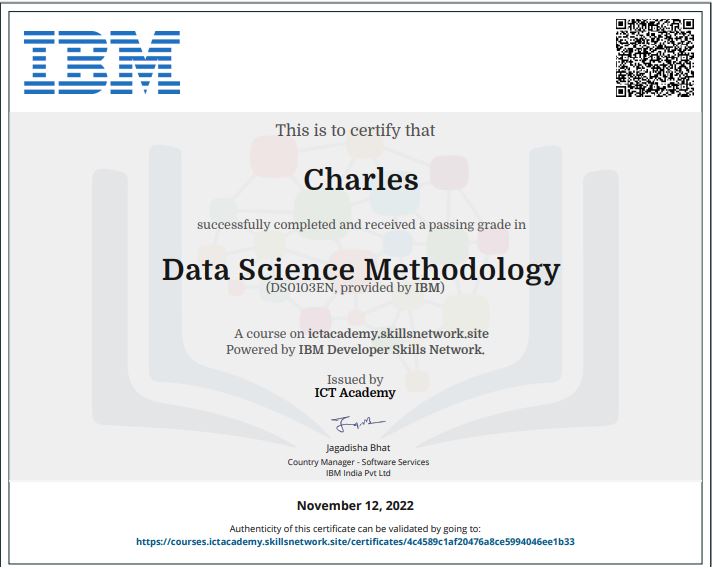 IBM
This is to certify that
Charles
successfully completed and received a passing grade in
Data Science Methodology
(DS0103EN, provided by IBM)
A course on ictacademy.skillsnetwork.site
Powered by IBM Developer Skills Network.
Issued by
ICT Academy
Jagadisha Bhat
Country Manager - Software Services
IBM India Pvt Ltd
November 12, 2022
Authenticity of this certificate can be validated by going to:
https://courses.ictacademy.skillsnetwork.site/certificates/4c4589c1af20476a8ce5994046ee1b33